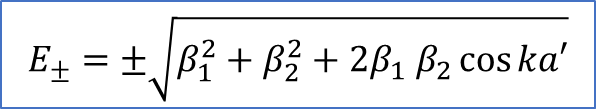 E± = ±√(β₁² + β₂² + 2β₁ β₂ cos ka′)